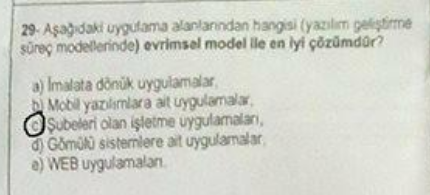 29- Aşağıdaki uygulama alanlarından hangisi (yazılım geliştirme
süreç modellerinde) evrimsel model ile en iyi çözümdür?
a) İmalata dönük uygulamalar,
b) Mobil yazılımlara ait uygulamalar,
c) Şubeleri olan işletme uygulamaları,
d) Gömülü sistemlere ait uygulamalar,
e) WEB uygulamaları.